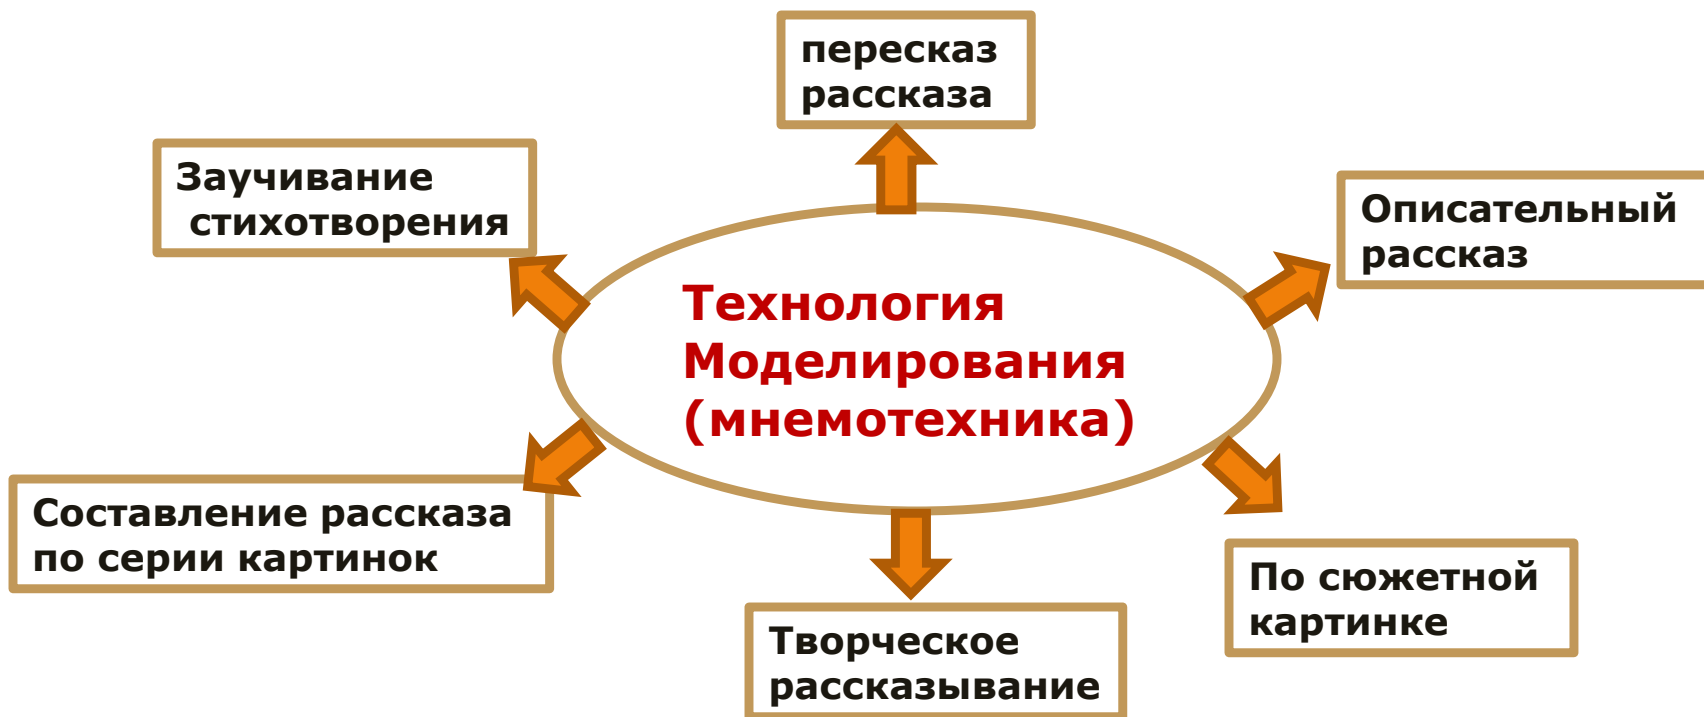 пересказ
рассказа
Заучивание
стихотворения
Описательный
рассказ
Технология
Моделирования
(мнемотехника)
Составление рассказа
по серии картинок
По сюжетной
картинке
Творческое
рассказывание